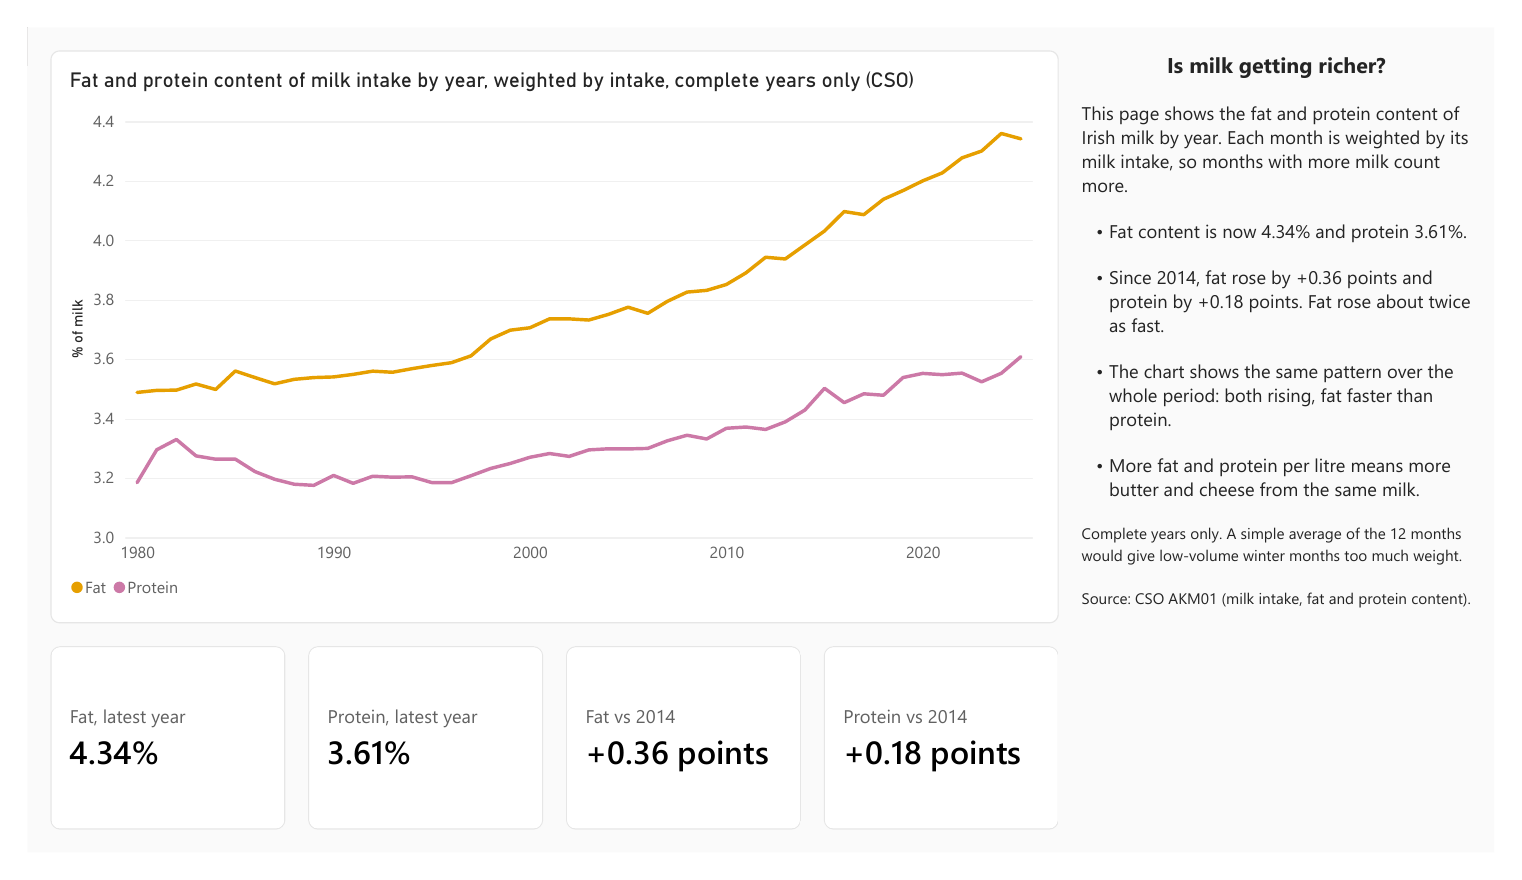 Fat and protein content of milk intake by year, weighted by intake, complete years only (CSO)
4.4
4.2
4.0
3.8
3.6
3.4
3.2
3.0
% of milk
1980
1990
2000
2010
2020
Fat
Protein
Fat, latest year
4.34%
Protein, latest year
3.61%
Fat vs 2014
+0.36 points
Protein vs 2014
+0.18 points
Is milk getting richer?
This page shows the fat and protein content of
Irish milk by year. Each month is weighted by its
milk intake, so months with more milk count
more.
• Fat content is now 4.34% and protein 3.61%.
• Since 2014, fat rose by +0.36 points and
protein by +0.18 points. Fat rose about twice
as fast.
• The chart shows the same pattern over the
whole period: both rising, fat faster than
protein.
• More fat and protein per litre means more
butter and cheese from the same milk.
Complete years only. A simple average of the 12 months
would give low-volume winter months too much weight.
Source: CSO AKM01 (milk intake, fat and protein content).